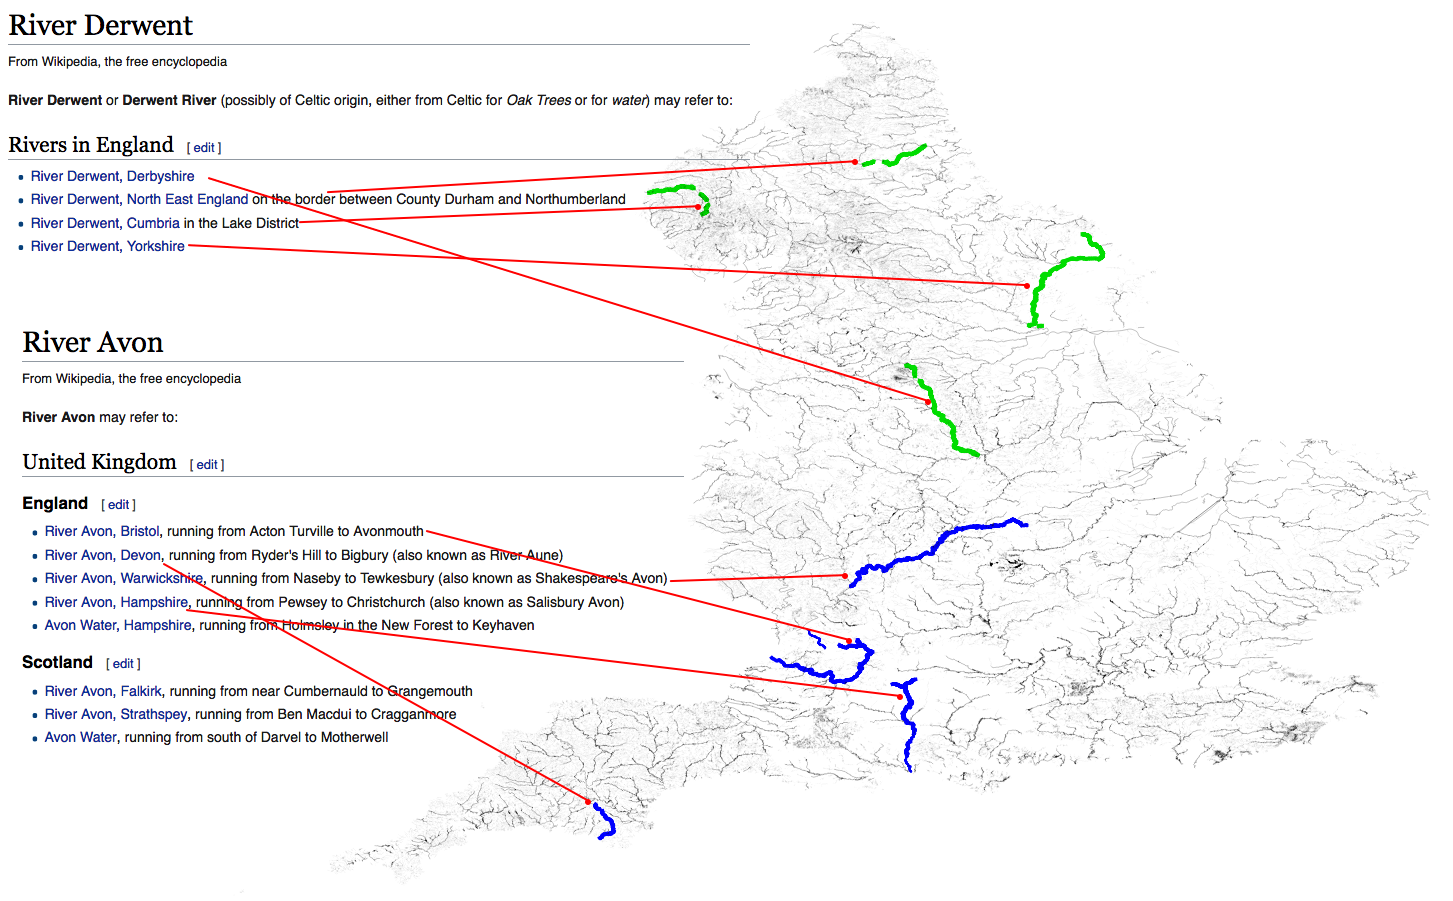 River Derwent
From Wikipedia, the free encyclopedia
River Derwent or Derwent River (possibly of Celtic origin, either from Celtic for Oak Trees or for water) may refer to:
Rivers in England [ edit ]
River Derwent, Derbyshire
River Derwent, North East England on the border between County Durham and Northumberland
River Derwent, Cumbria in the Lake District
River Derwent, Yorkshire
River Avon
From Wikipedia, the free encyclopedia
River Avon may refer to:
United Kingdom [ edit ]
England [ edit ]
River Avon, Bristol, running from Acton Turville to Avonmouth
River Avon, Devon, running from Ryder's Hill to Bigbury (also known as River Aune)
River Avon, Warwickshire, running from Naseby to Tewkesbury (also known as Shakespeare's Avon)
River Avon, Hampshire, running from Pewsey to Christchurch (also known as Salisbury Avon)
Avon Water, Hampshire, running from Holmsley in the New Forest to Keyhaven
Scotland [ edit ]
River Avon, Falkirk, running from near Cumbernauld to Grangemouth
River Avon, Strathspey, running from Ben Macdui to Cragganmore
Avon Water, running from south of Darvel to Motherwell